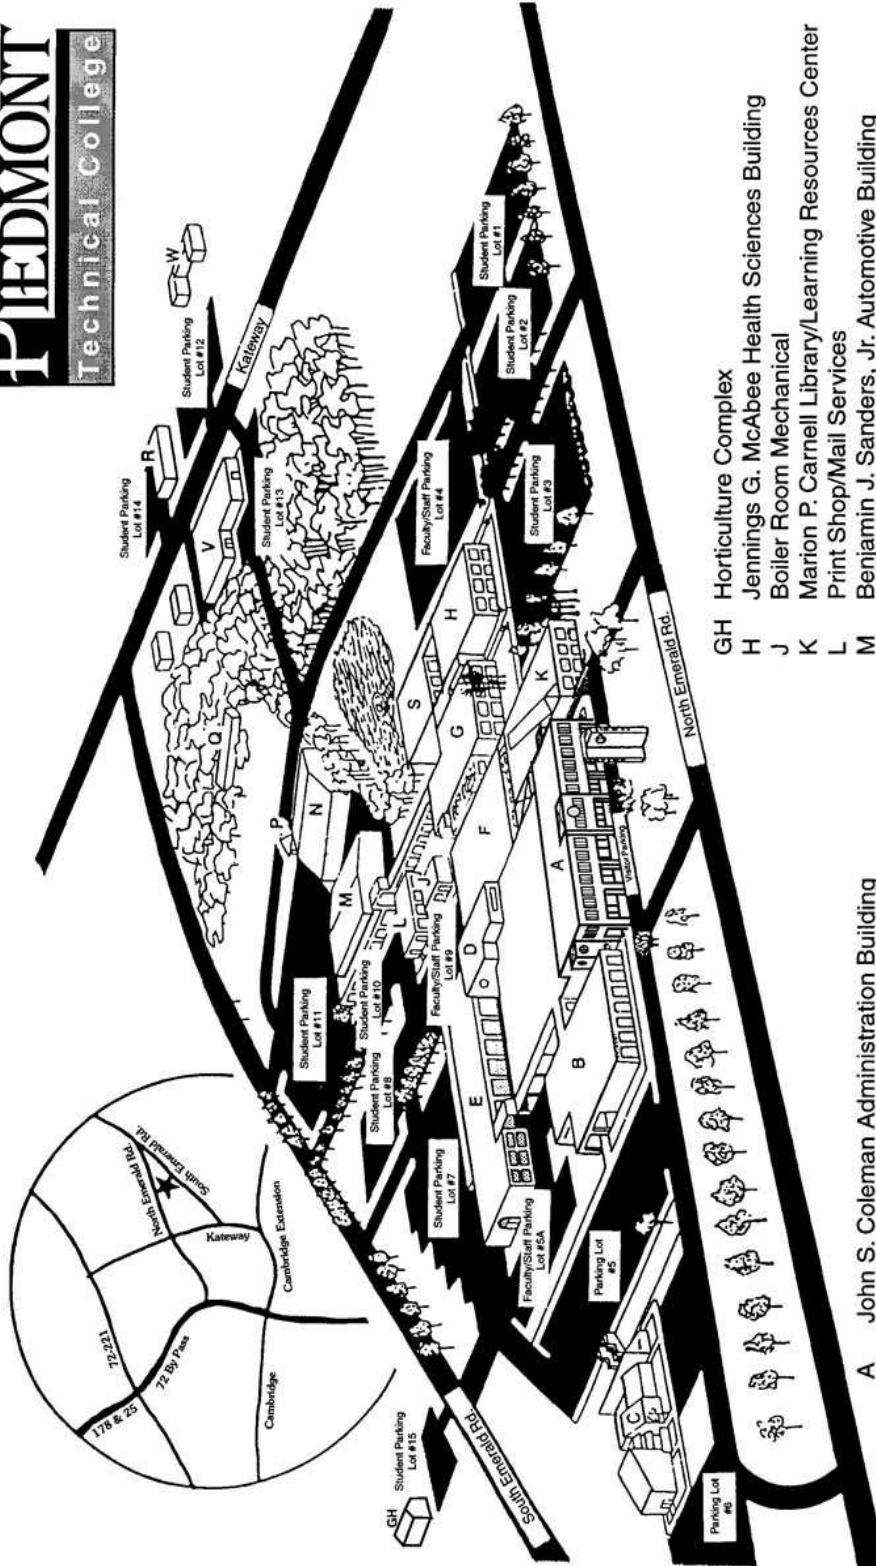 PIEDMONT
Technical College
W
Student Parking
Lot #12
Kateway
R
Student Parking
Lot #14
V
Student Parking
Lot #13
Student Parking
Lot #1
Student Parking
Lot #2
Faculty/Staff Parking
Lot #4
Student Parking
Lot #3
Q
P
N
M
S
H
G
K
F
A
L
J
D
E
B
Visitor Parking
North Emerald Rd.
Faculty/Staff Parking
Lot #9
Student Parking
Lot #10
Student Parking
Lot #11
Student Parking
Lot #8
Student Parking
Lot #7
Faculty/Staff Parking
Lot #5A
Parking Lot
#5
I
C
Parking Lot
#6
South Emerald Rd.
Student Parking
Lot #15
GH
178 & 25
72-221
72 By Pass
Cambridge
Cambridge Extension
Kateway
North Emerald Rd.
South Emerald Rd.
A John S. Coleman Administration Building
GH Horticulture Complex
H Jennings G. McAbee Health Sciences Building
J Boiler Room Mechanical
K Marion P. Carnell Library/Learning Resources Center
L Print Shop/Mail Services
M Benjamin J. Sanders, Jr. Automotive Building